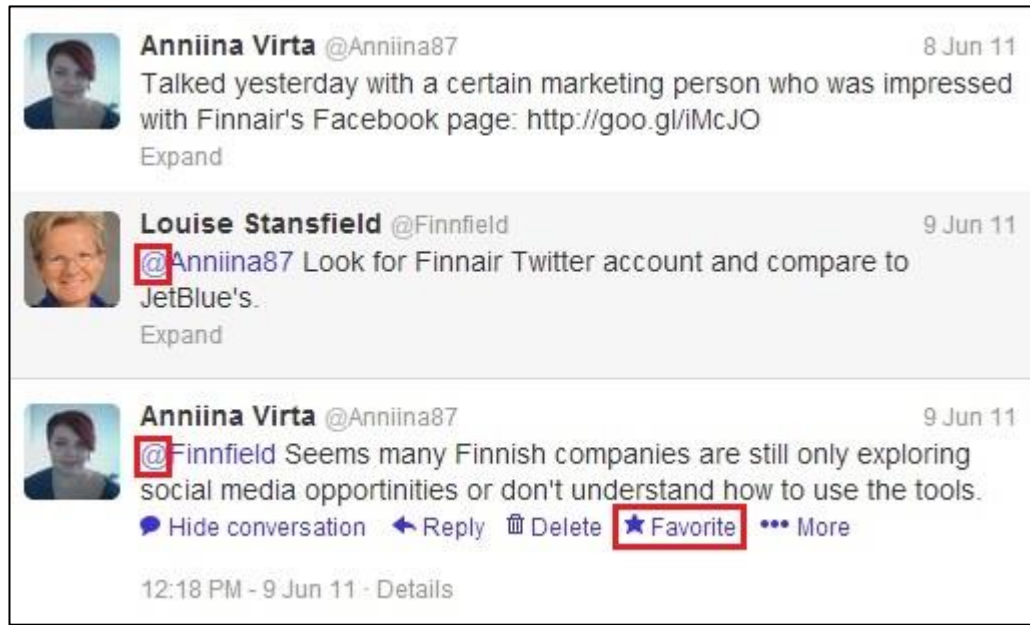 Anniina Virta @Anniina87 8 Jun 11
Talked yesterday with a certain marketing person who was impressed
with Finnair's Facebook page: http://goo.gl/iMcJO
Expand
Louise Stansfield @Finnfield 9 Jun 11
@Anniina87 Look for Finnair Twitter account and compare to
JetBlue's.
Expand
Anniina Virta @Anniina87 9 Jun 11
@Finnfield Seems many Finnish companies are still only exploring
social media opportinities or don't understand how to use the tools.
Hide conversation Reply Delete Favorite More
12:18 PM - 9 Jun 11 · Details